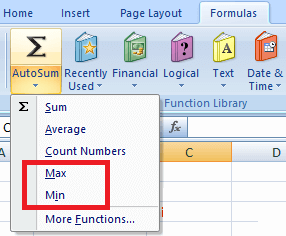 Home Insert Page Layout Formulas
Σ
AutoSum Recently Used Financial Logical Text Date & Time
Function Library
Σ Sum
Average
Count Numbers
Max
Min
More Functions...
fx
A C D